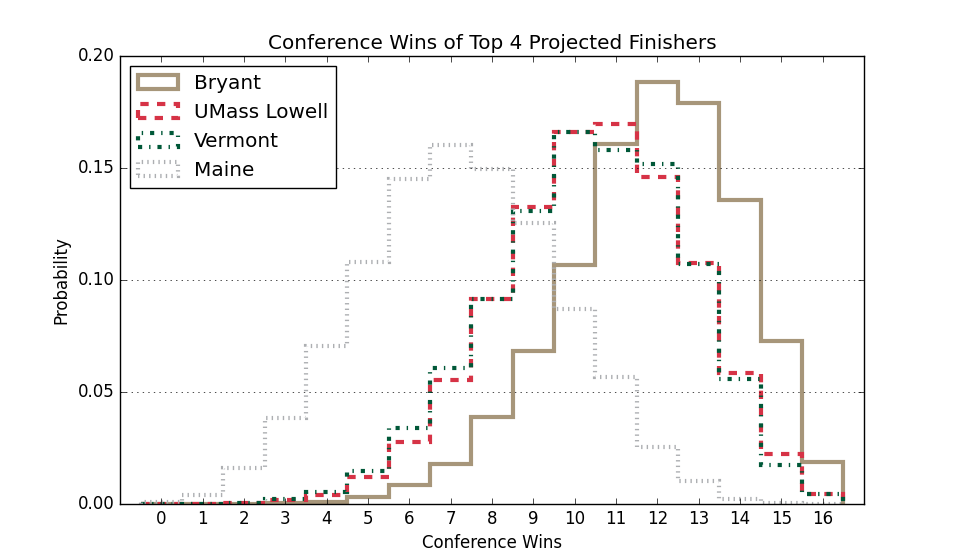 Conference Wins of Top 4 Projected Finishers
Bryant
UMass Lowell
Vermont
Maine
Probability
0.20
0.15
0.10
0.05
0.00
0 1 2 3 4 5 6 7 8 9 10 11 12 13 14 15 16
Conference Wins